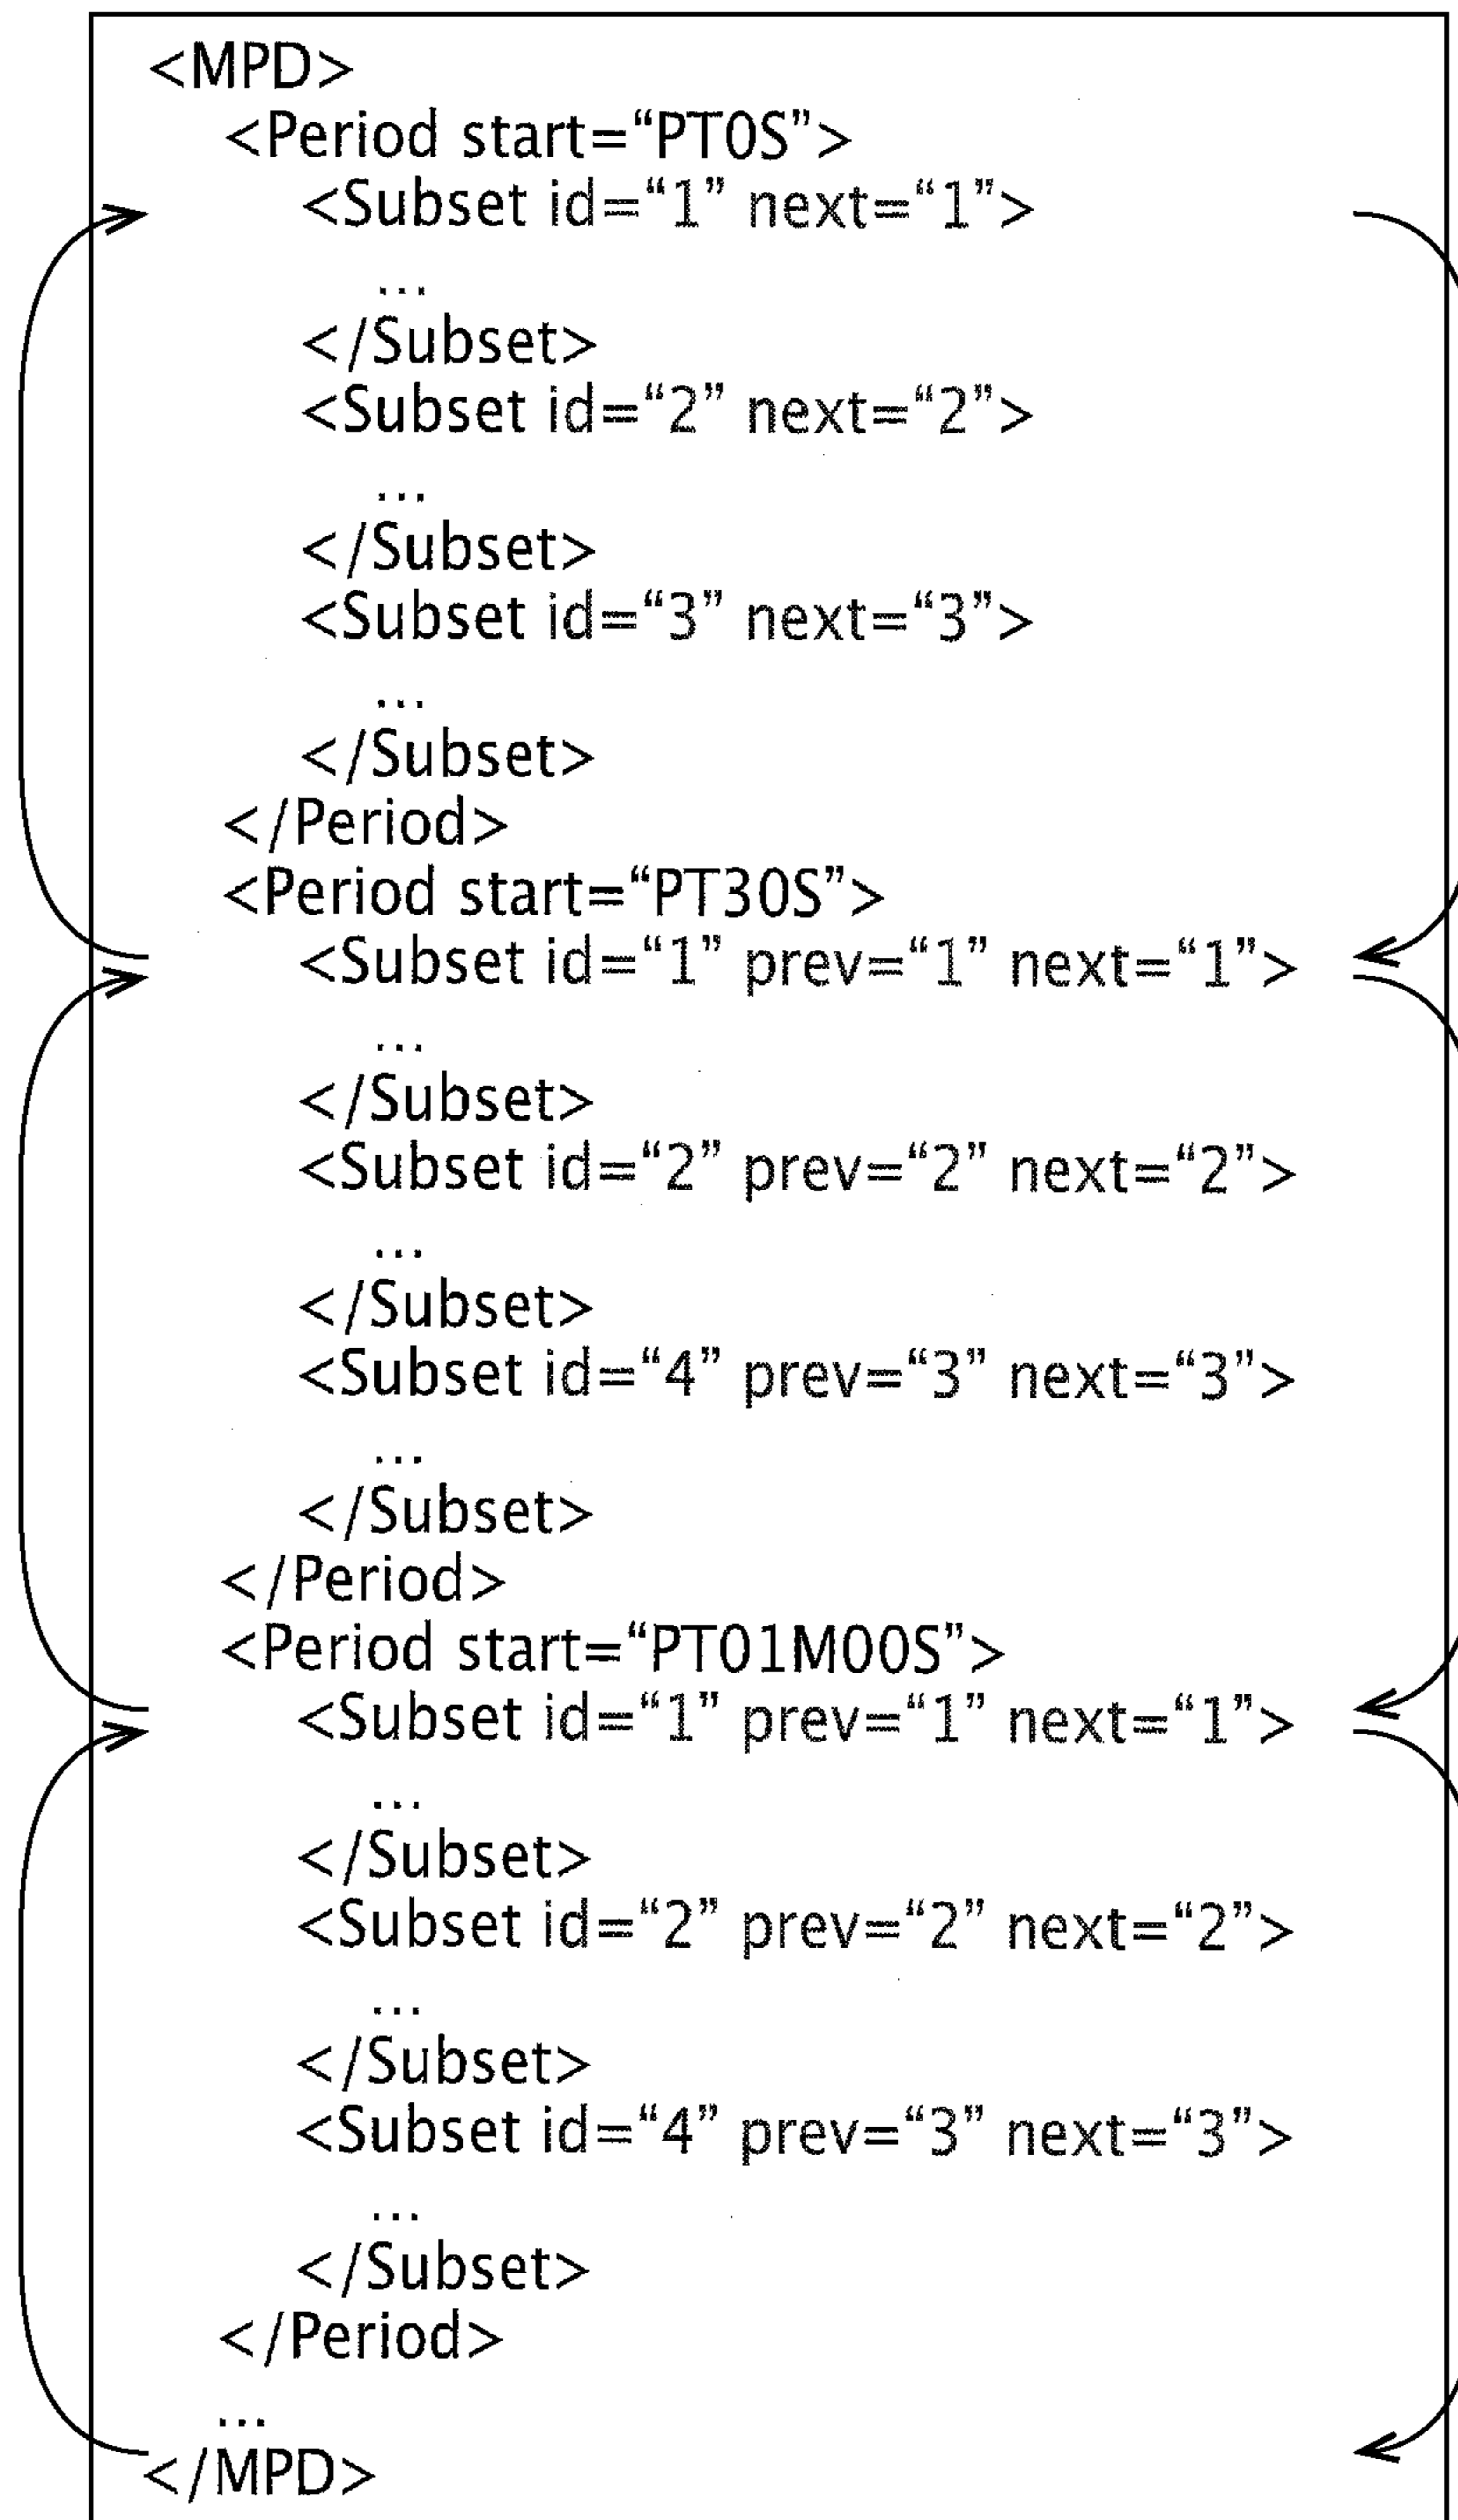 <MPD>
<Period start=“PT0S”>
<Subset id=“1” next=“1”>
...
</Subset>
<Subset id=“2” next=“2”>
...
</Subset>
<Subset id=“3” next=“3”>
...
</Subset>
</Period>
<Period start=“PT30S”>
<Subset id=“1” prev=“1” next=“1”>
...
</Subset>
<Subset id=“2” prev=“2” next=“2”>
...
</Subset>
<Subset id=“4” prev=“3” next=“3”>
...
</Subset>
</Period>
<Period start=“PT01M00S”>
<Subset id=“1” prev=“1” next=“1”>
...
</Subset>
<Subset id=“2” prev=“2” next=“2”>
...
</Subset>
<Subset id=“4” prev=“3” next=“3”>
...
</Subset>
</Period>
...
</MPD>